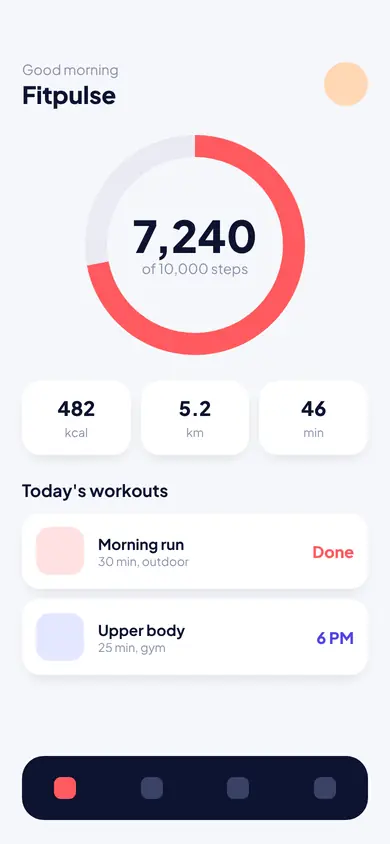 Good morning
Fitpulse
7,240
of 10,000 steps
482
kcal
5.2
km
46
min
Today's workouts
Morning run
30 min, outdoor
Done
Upper body
25 min, gym
6 PM